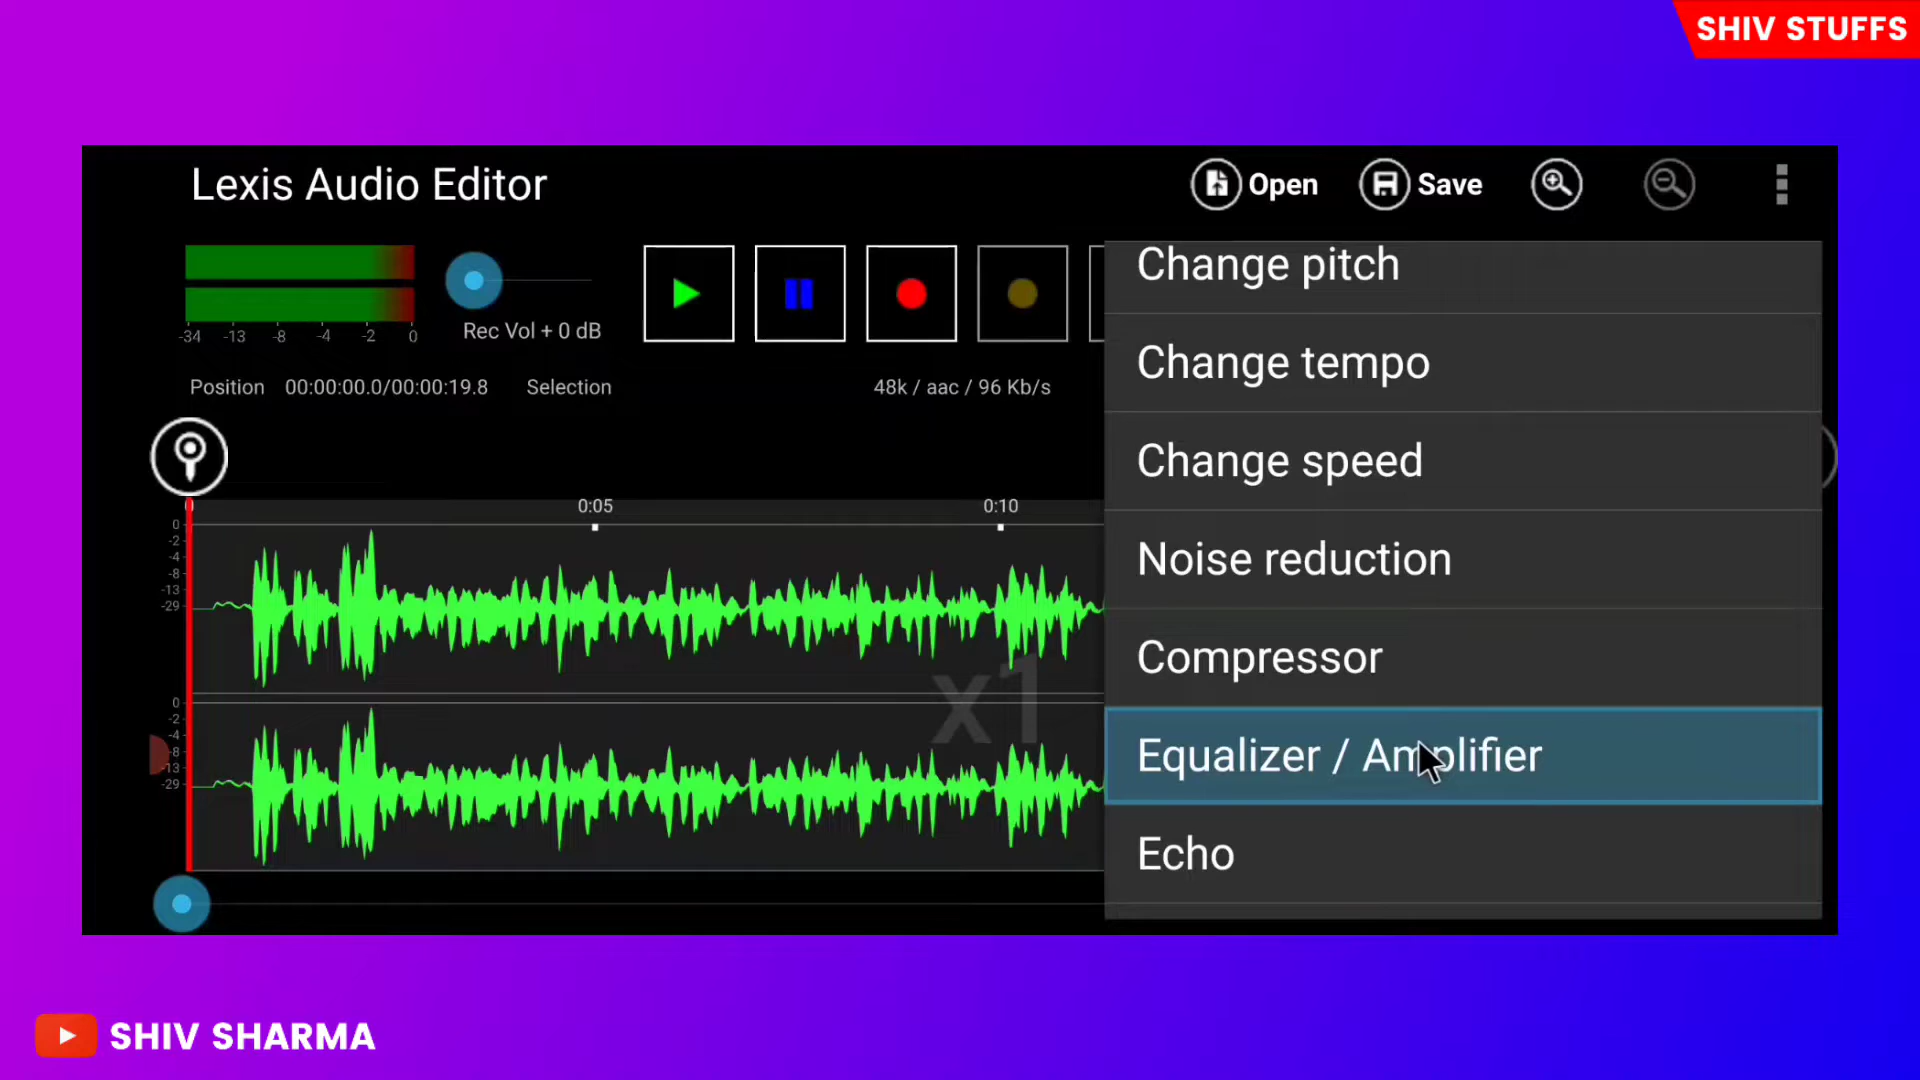 SHIV STUFFS
Lexis Audio Editor
Open
Save
-34 -13 -8 -4 -2 0
Rec Vol + 0 dB
Position 00:00:00.0/00:00:19.8 Selection 48k / aac / 96 Kb/s
0:05 0:10
0
-2
-4
-8
-13
-29
0
-2
-4
-8
-13
-29
x1
Change pitch
Change tempo
Change speed
Noise reduction
Compressor
Equalizer / Amplifier
Echo
SHIV SHARMA